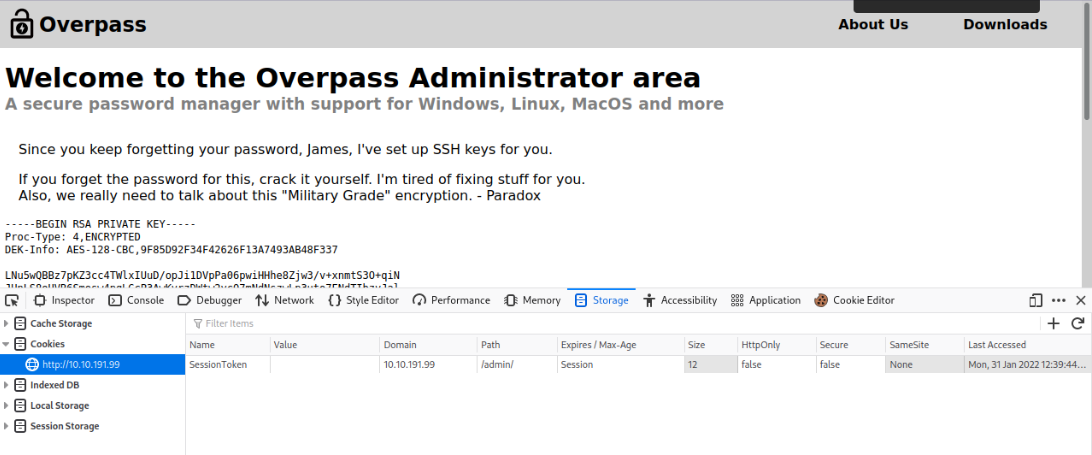 Overpass
About Us
Downloads
Welcome to the Overpass Administrator area
A secure password manager with support for Windows, Linux, MacOS and more
Since you keep forgetting your password, James, I've set up SSH keys for you.
If you forget the password for this, crack it yourself. I'm tired of fixing stuff for you.
Also, we really need to talk about this "Military Grade" encryption. - Paradox
-----BEGIN RSA PRIVATE KEY-----
Proc-Type: 4,ENCRYPTED
DEK-Info: AES-128-CBC,9F85D92F34F42626F13A7493AB48F337
LNu5wQBBz7pKZ3cc4TWlxIUuD/opJi1DVpPa06pwiHHhe8Zjw3/v+xnmtS3O+qiN
Inspector
Console
Debugger
Network
Style Editor
Performance
Memory
Storage
Accessibility
Application
Cookie Editor
Cache Storage
Cookies
http://10.10.191.99
Indexed DB
Local Storage
Session Storage
Filter Items
Name Value Domain Path Expires / Max-Age Size HttpOnly Secure SameSite Last Accessed
SessionToken 10.10.191.99 /admin/ Session 12 false false None Mon, 31 Jan 2022 12:39:44...